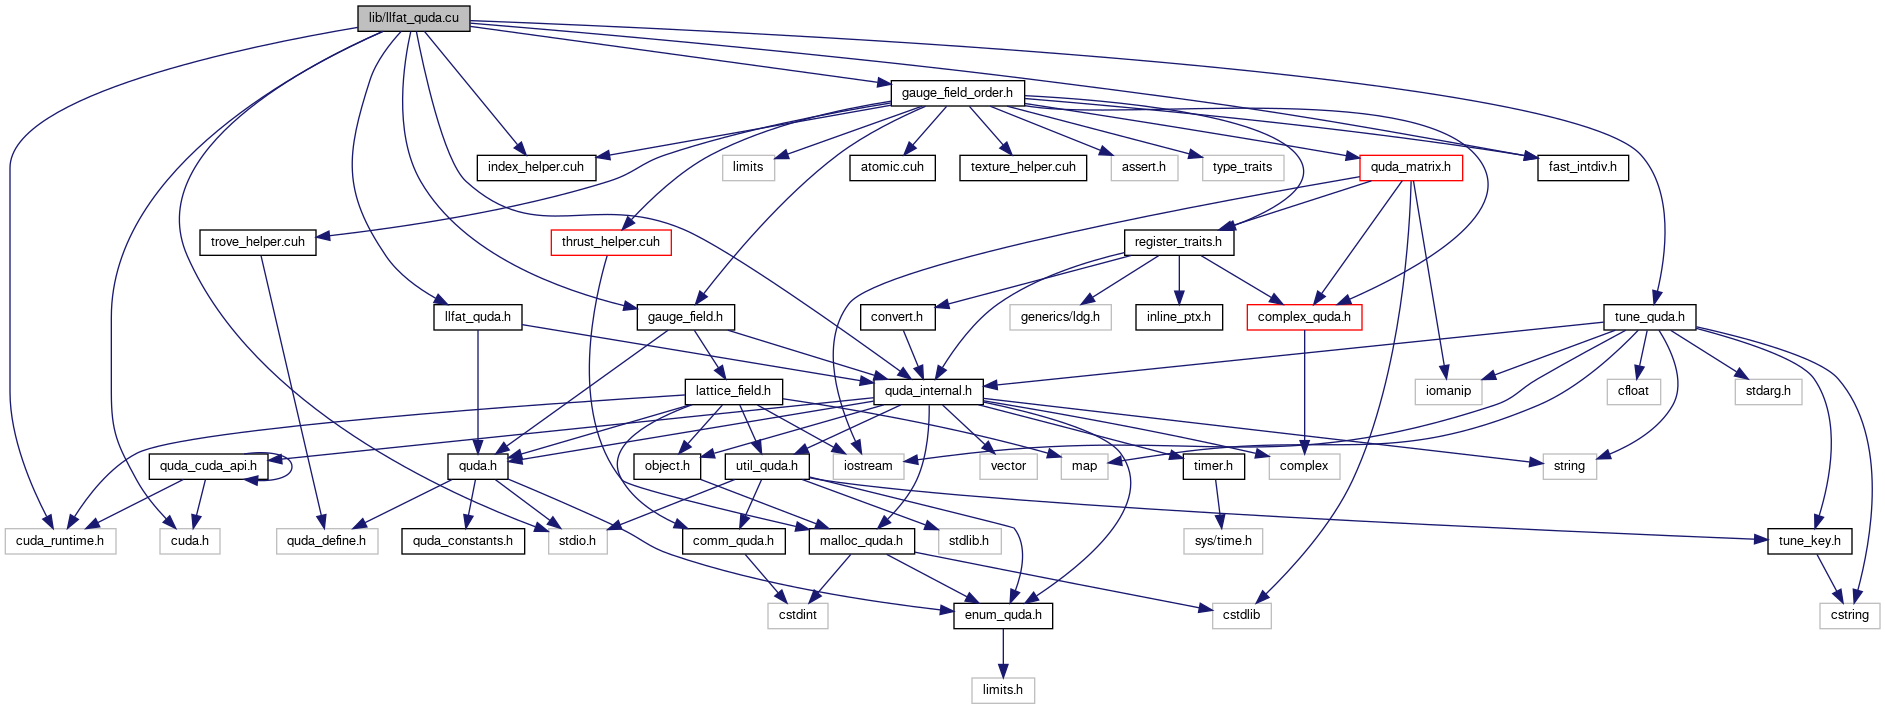 lib/llfat_quda.cu
gauge_field_order.h
index_helper.cuh
limits
atomic.cuh
texture_helper.cuh
assert.h
type_traits
quda_matrix.h
fast_intdiv.h
trove_helper.cuh
thrust_helper.cuh
register_traits.h
llfat_quda.h
gauge_field.h
convert.h
generics/ldg.h
inline_ptx.h
complex_quda.h
tune_quda.h
lattice_field.h
quda_internal.h
iomanip
cfloat
stdarg.h
quda_cuda_api.h
quda.h
object.h
util_quda.h
iostream
vector
map
timer.h
complex
string
cuda_runtime.h
cuda.h
quda_define.h
quda_constants.h
stdio.h
comm_quda.h
malloc_quda.h
stdlib.h
sys/time.h
tune_key.h
cstdint
enum_quda.h
cstdlib
cstring
limits.h